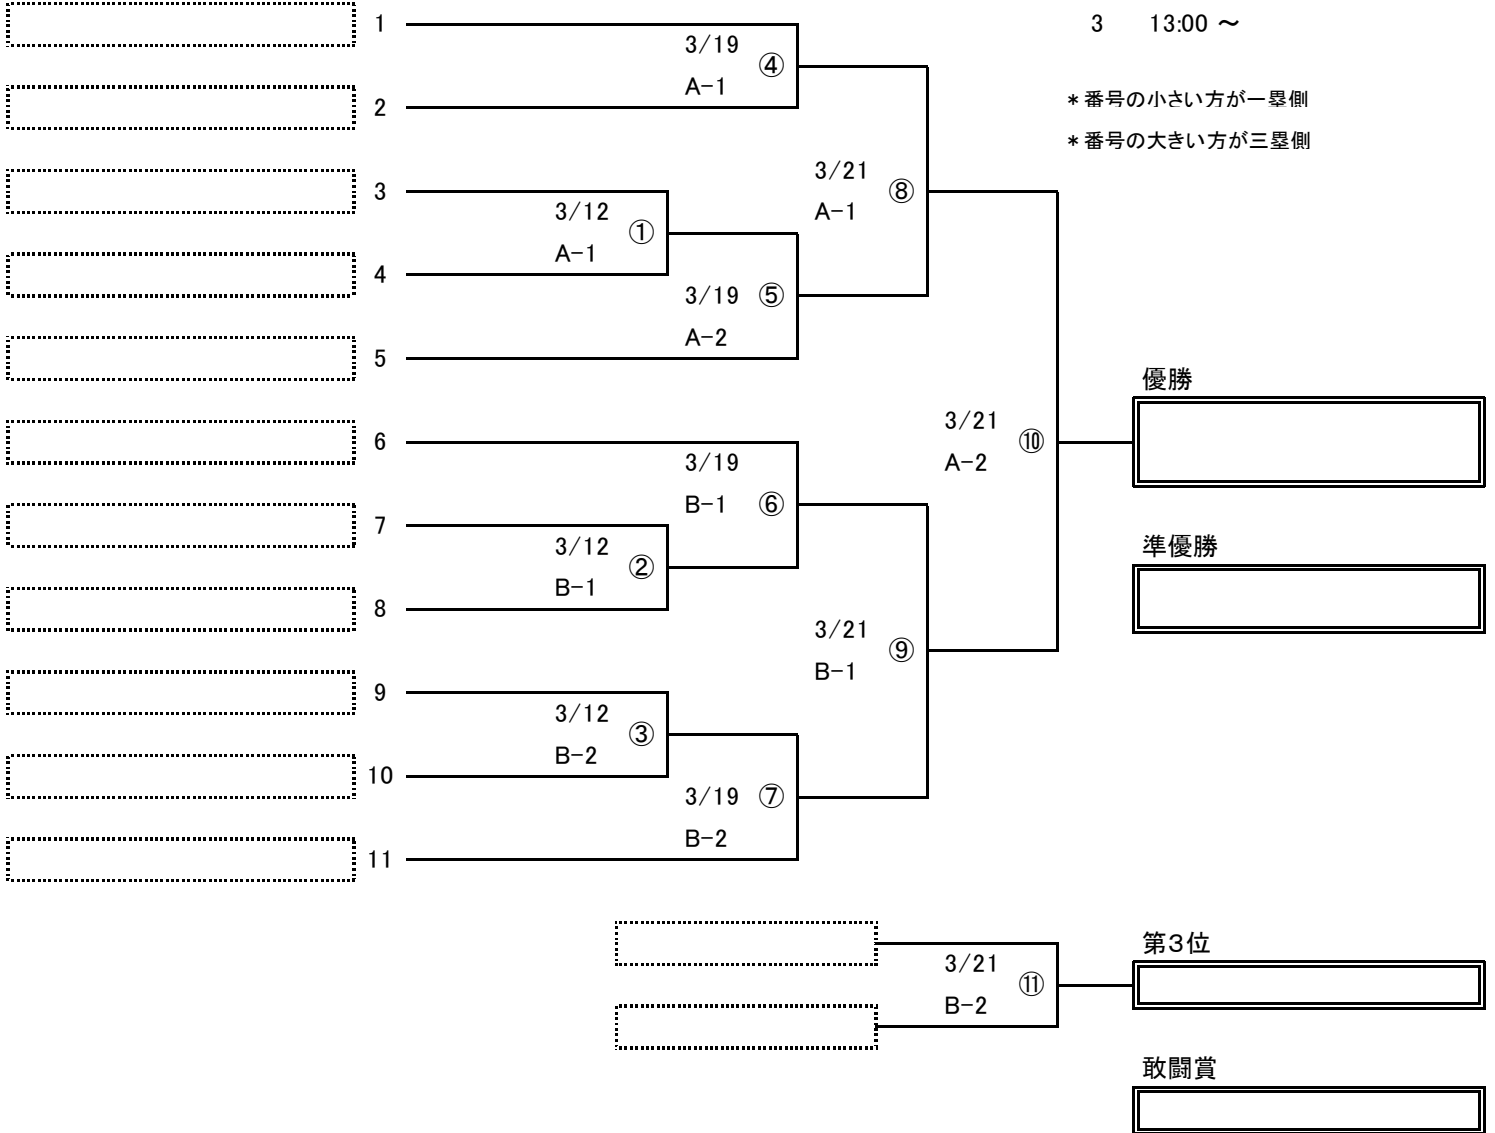 1
3/19
④
A-1
2
3 13:00 ～
＊番号の小さい方が一塁側
＊番号の大きい方が三塁側
3
3/12
①
A-1
4
3/21
⑧
A-1
3/19 ⑤
A-2
5
優勝
6
3/19
B-1 ⑥
3/21
⑩
A-2
7
3/12
②
B-1
8
準優勝
3/21
⑨
B-1
9
3/12
③
B-2
10
3/19 ⑦
B-2
11
3/21
⑪
B-2
第3位
敢闘賞